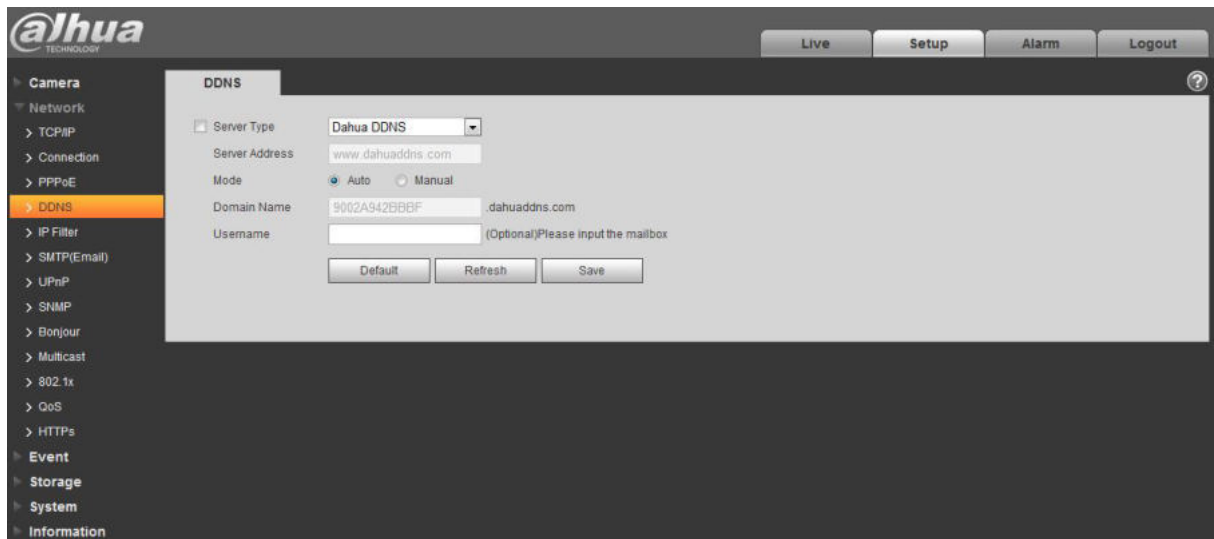 alhua
TECHNOLOGY
Live
Setup
Alarm
Logout
Camera
Network
> TCP/IP
> Connection
> PPPoE
> DDNS
> IP Filter
> SMTP(Email)
> UPnP
> SNMP
> Bonjour
> Multicast
> 802.1x
> QoS
> HTTPs
Event
Storage
System
Information
DDNS
?
Server Type
Dahua DDNS
Server Address
www.dahuaddns.com
Mode
Auto
Manual
Domain Name
9002A942BBBF
.dahuaddns.com
Username
(Optional)Please input the mailbox
Default
Refresh
Save